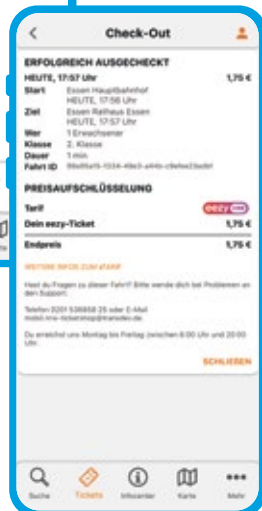 Check-Out
ERFOLGREICH AUSGECHECKT
HEUTE, 17:57 Uhr 1,75 €
Start Essen Hauptbahnhof
HEUTE, 17:56 Uhr
Ziel Essen Rathaus Essen
HEUTE, 17:57 Uhr
Wer 1 Erwachsener
Klasse 2. Klasse
Dauer 1 min.
Fahrt ID
PREISAUFSCHLÜSSELUNG
Tarif eezy
Dein eezy-Ticket 1,75 €
Endpreis 1,75 €
WEITERE INFOS ZUM eTARIF
Hast du Fragen zu dieser Fahrt? Bitte wende dich bei Problemen an
den Support:
Telefon 0201 536858 25 oder E-Mail
Du erreichst uns Montag bis Freitag zwischen 8:00 Uhr und 20:00
Uhr.
SCHLIEẞEN
Suche Tickets Infocenter Karte Mehr